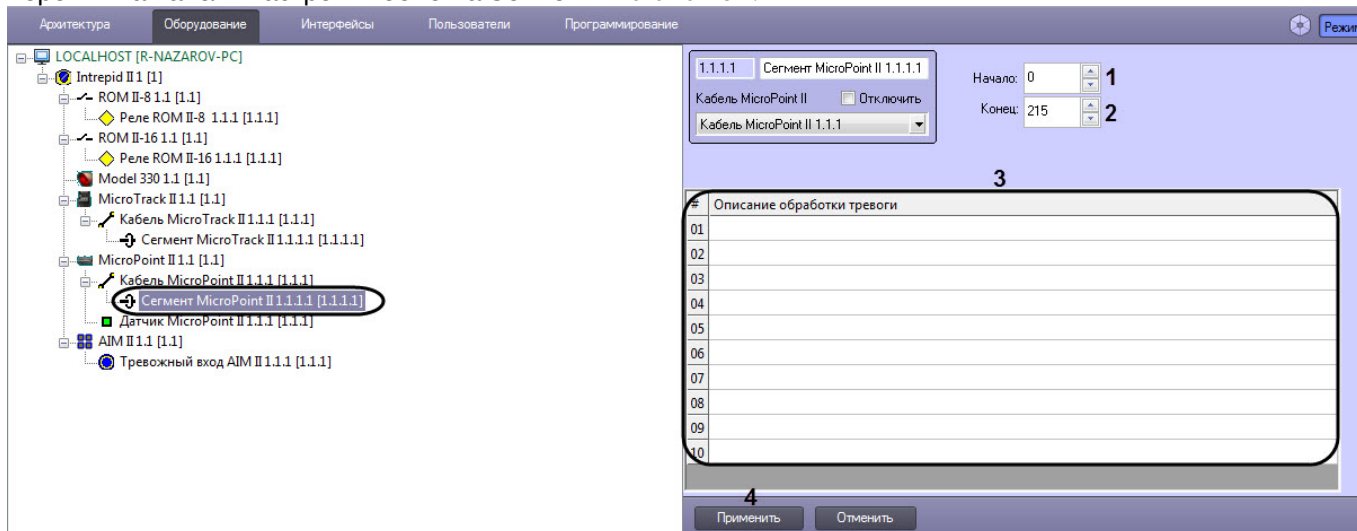 Архитектура Оборудование Интерфейсы Пользователи Программирование Режим
LOCALHOST [R-NAZAROV-PC]
Intrepid II 1 [1]
ROM II-8 1.1 [1.1]
Реле ROM II-8 1.1.1 [1.1.1]
ROM II-16 1.1 [1.1]
Реле ROM II-16 1.1.1 [1.1.1]
Model 330 1.1 [1.1]
MicroTrack II 1.1 [1.1]
Кабель MicroTrack II 1.1.1 [1.1.1]
Сегмент MicroTrack II 1.1.1.1 [1.1.1.1]
MicroPoint II 1.1 [1.1]
Кабель MicroPoint II 1.1.1 [1.1.1]
Сегмент MicroPoint II 1.1.1.1 [1.1.1.1]
Датчик MicroPoint II 1.1.1 [1.1.1]
AIM II 1.1 [1.1]
Тревожный вход AIM II 1.1.1 [1.1.1]
1.1.1.1 Сегмент MicroPoint II 1.1.1.1
Кабель MicroPoint II Отключить
Кабель MicroPoint II 1.1.1
Начало: 0 1
Конец: 215 2
3
# Описание обработки тревоги
01
02
03
04
05
06
07
08
09
10
4
Применить Отменить